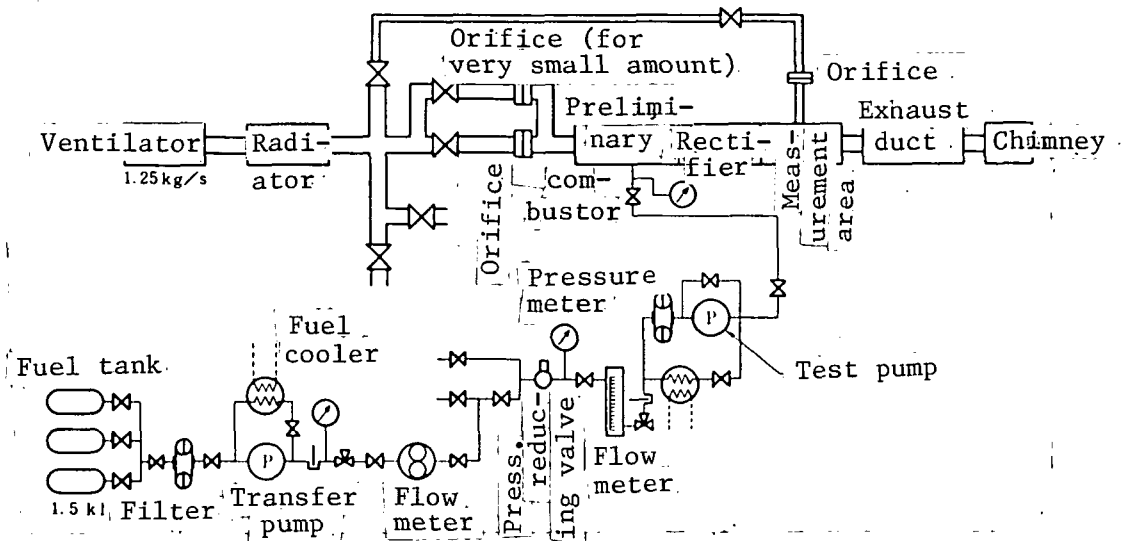 Orifice (for
very small amount)
Orifice
Ventilator
1.25 kg/s
Radi-
ator
Prelimi-
nary
com-
bustor
Recti-
fier
Exhaust
duct
Chimney
Orifice
Meas-
urement
area
Pressure
meter
Fuel
cooler
Fuel tank
P
Test pump
P
1.5 kl
Filter
Transfer
pump
Flow
meter
Press.
reduc-
ing valve
Flow
meter